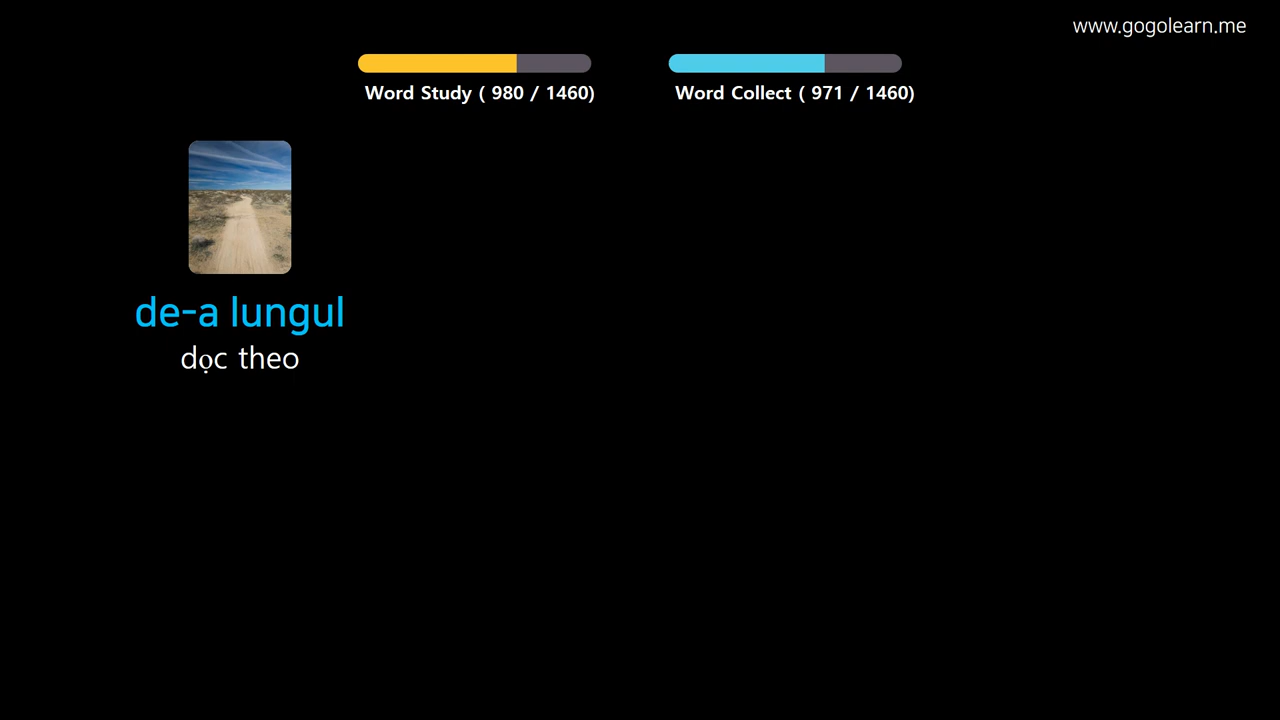 www.gogolearn.me
Word Study ( 980 / 1460)
Word Collect ( 971 / 1460)
de-a lungul
dọc theo